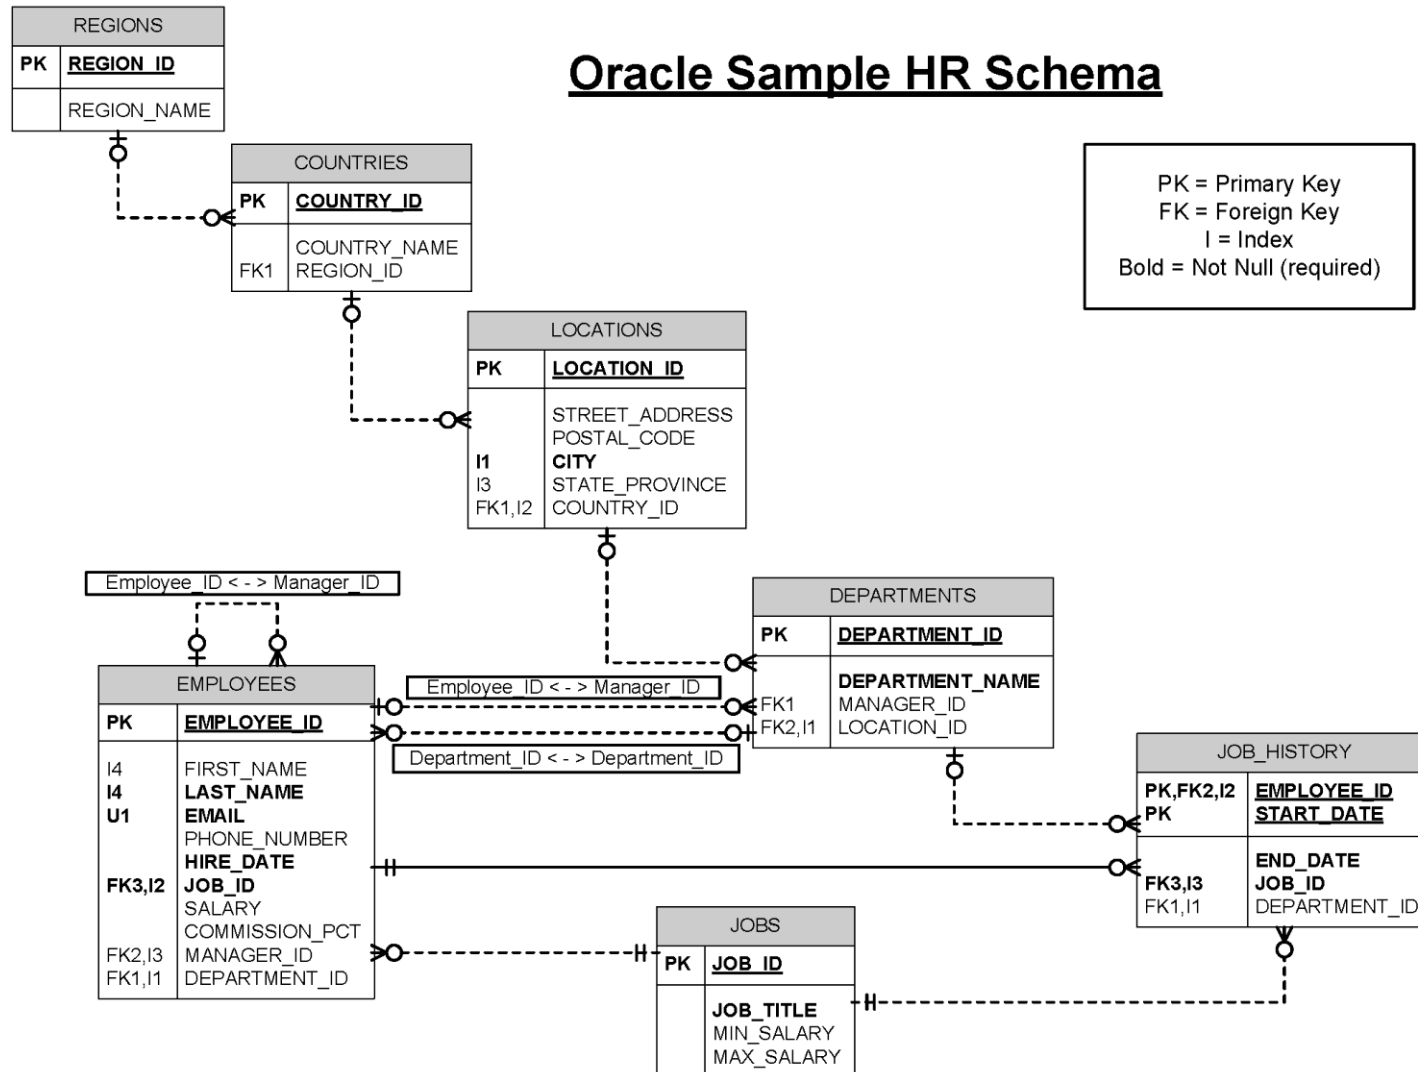 REGIONS
PK REGION_ID
REGION_NAME
Oracle Sample HR Schema
COUNTRIES
PK COUNTRY_ID
COUNTRY_NAME
FK1 REGION_ID
PK = Primary Key
FK = Foreign Key
I = Index
Bold = Not Null (required)
LOCATIONS
PK LOCATION_ID
STREET_ADDRESS
POSTAL_CODE
I1 CITY
I3 STATE_PROVINCE
FK1,I2 COUNTRY_ID
Employee_ID < - > Manager_ID
EMPLOYEES
PK EMPLOYEE_ID
I4 FIRST_NAME
I4 LAST_NAME
U1 EMAIL
PHONE_NUMBER
HIRE_DATE
FK3,I2 JOB_ID
SALARY
COMMISSION_PCT
FK2,I3 MANAGER_ID
FK1,I1 DEPARTMENT_ID
Employee_ID < - > Manager_ID
Department_ID < - > Department_ID
DEPARTMENTS
PK DEPARTMENT_ID
DEPARTMENT_NAME
FK1 MANAGER_ID
FK2,I1 LOCATION_ID
JOB_HISTORY
PK,FK2,I2 EMPLOYEE_ID
PK START_DATE
END_DATE
FK3,I3 JOB_ID
FK1,I1 DEPARTMENT_ID
JOBS
PK JOB_ID
JOB_TITLE
MIN_SALARY
MAX_SALARY